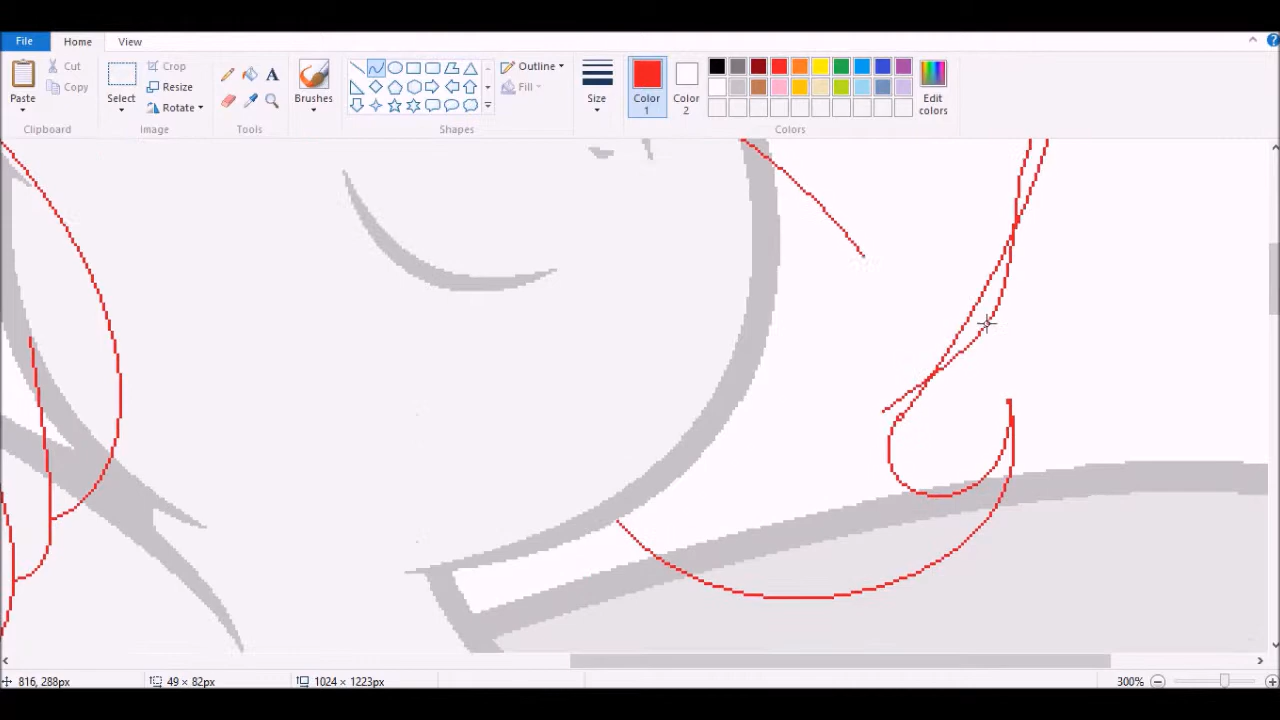 File Home View
Paste
Cut
Copy
Clipboard
Select
Crop
Resize
Rotate
Image
Tools
Brushes
Shapes
Outline
Fill
Size
Color 1
Color 2
Edit colors
Colors
816, 288px 49 × 82px 1024 × 1223px 300%